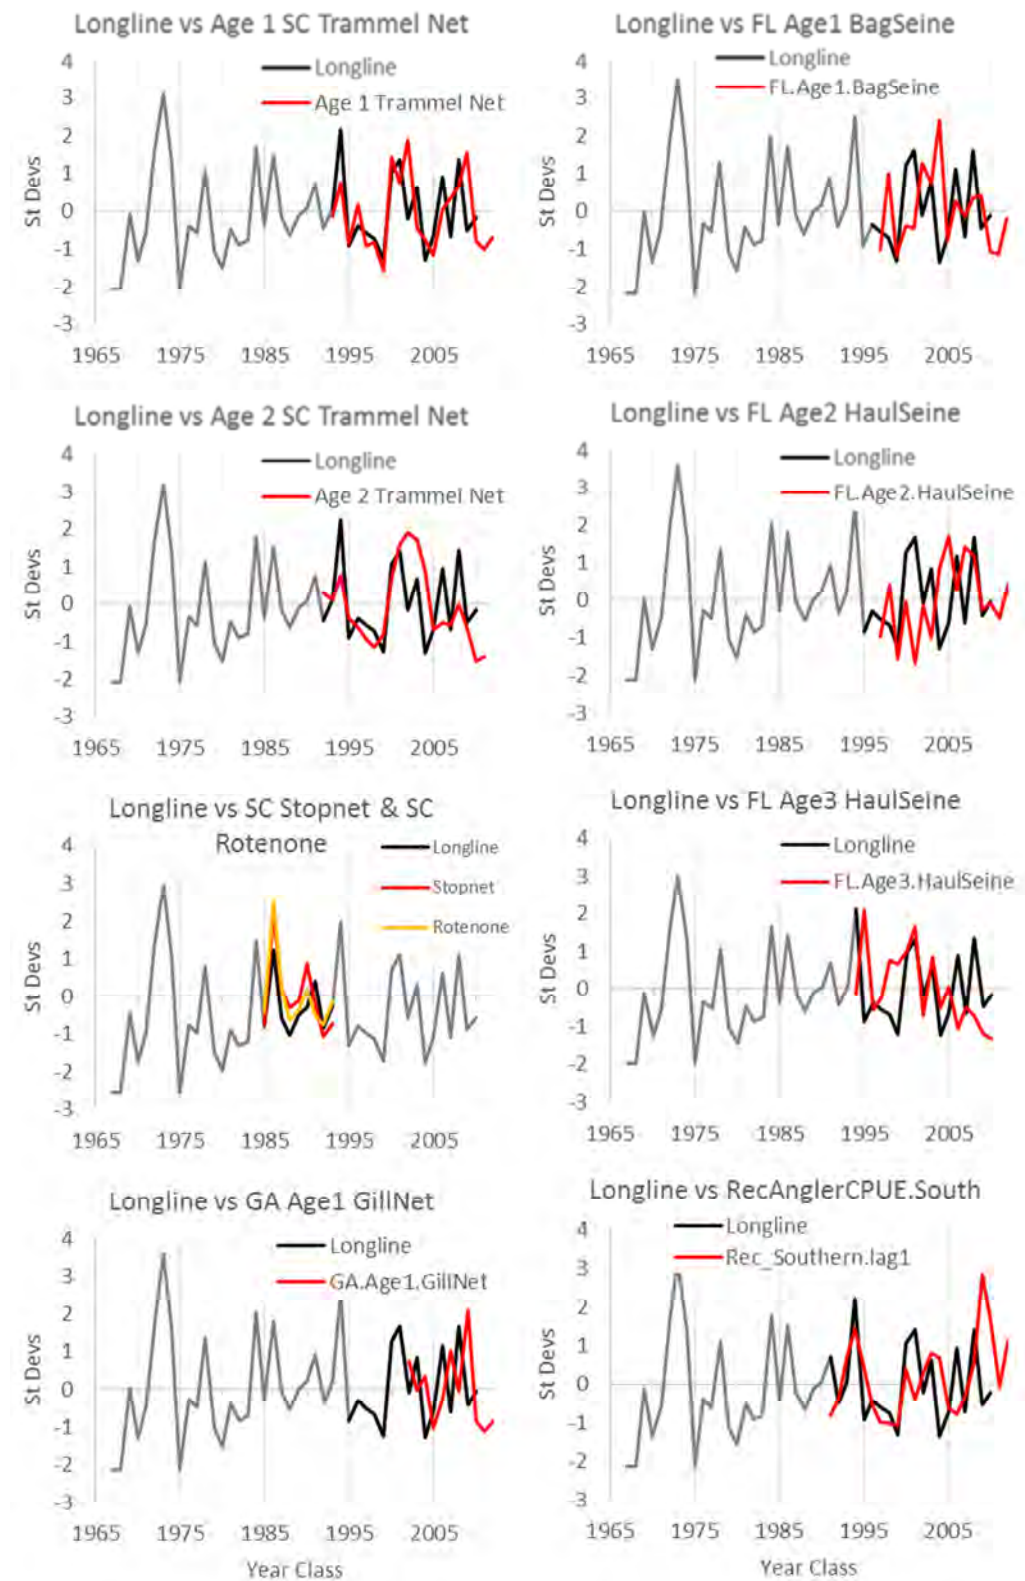 Longline vs Age 1 SC Trammel Net
Longline
Age 1 Trammel Net
St Devs
4
3
2
1
0
-1
-2
-3
1965 1975 1985 1995 2005
Longline vs FL Age1 BagSeine
Longline
FL.Age1.BagSeine
St Devs
4
3
2
1
0
-1
-2
-3
1965 1975 1985 1995 2005
Longline vs Age 2 SC Trammel Net
Longline
Age 2 Trammel Net
St Devs
4
3
2
1
0
-1
-2
-3
1965 1975 1985 1995 2005
Longline vs FL Age2 HaulSeine
Longline
FL.Age2.HaulSeine
St Devs
4
3
2
1
0
-1
-2
-3
1965 1975 1985 1995 2005
Longline vs SC Stopnet & SC
Rotenone
Longline
Stopnet
Rotenone
St Devs
4
3
2
1
0
-1
-2
-3
1965 1975 1985 1995 2005
Longline vs FL Age3 HaulSeine
Longline
FL.Age3.HaulSeine
St Devs
4
3
2
1
0
-1
-2
-3
1965 1975 1985 1995 2005
Longline vs GA Age1 GillNet
Longline
GA.Age1.GillNet
St Devs
4
3
2
1
0
-1
-2
-3
1965 1975 1985 1995 2005
Year Class
Longline vs RecAnglerCPUE.South
Longline
Rec_Southern.lag1
St Devs
4
3
2
1
0
-1
-2
-3
1965 1975 1985 1995 2005
Year Class